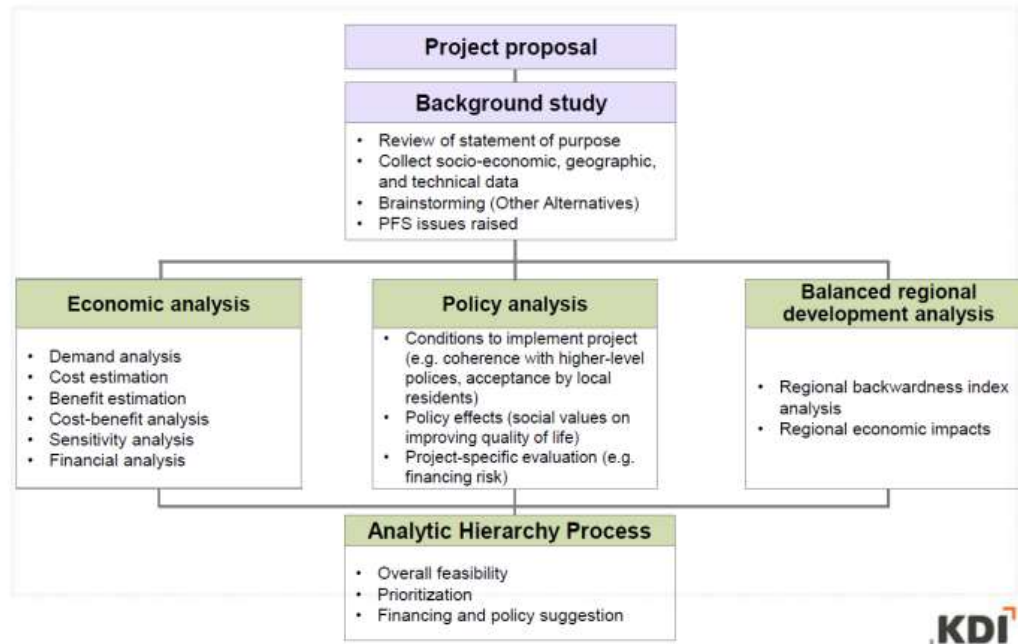 Project proposal
Background study
• Review of statement of purpose
• Collect socio-economic, geographic,
and technical data
• Brainstorming (Other Alternatives)
• PFS issues raised
Economic analysis
• Demand analysis
• Cost estimation
• Benefit estimation
• Cost-benefit analysis
• Sensitivity analysis
• Financial analysis
Policy analysis
• Conditions to implement project
(e.g. coherence with higher-level
polices, acceptance by local
residents)
• Policy effects (social values on
improving quality of life)
• Project-specific evaluation (e.g.
financing risk)
Balanced regional
development analysis
• Regional backwardness index
analysis
• Regional economic impacts
Analytic Hierarchy Process
• Overall feasibility
• Prioritization
• Financing and policy suggestion
KDI